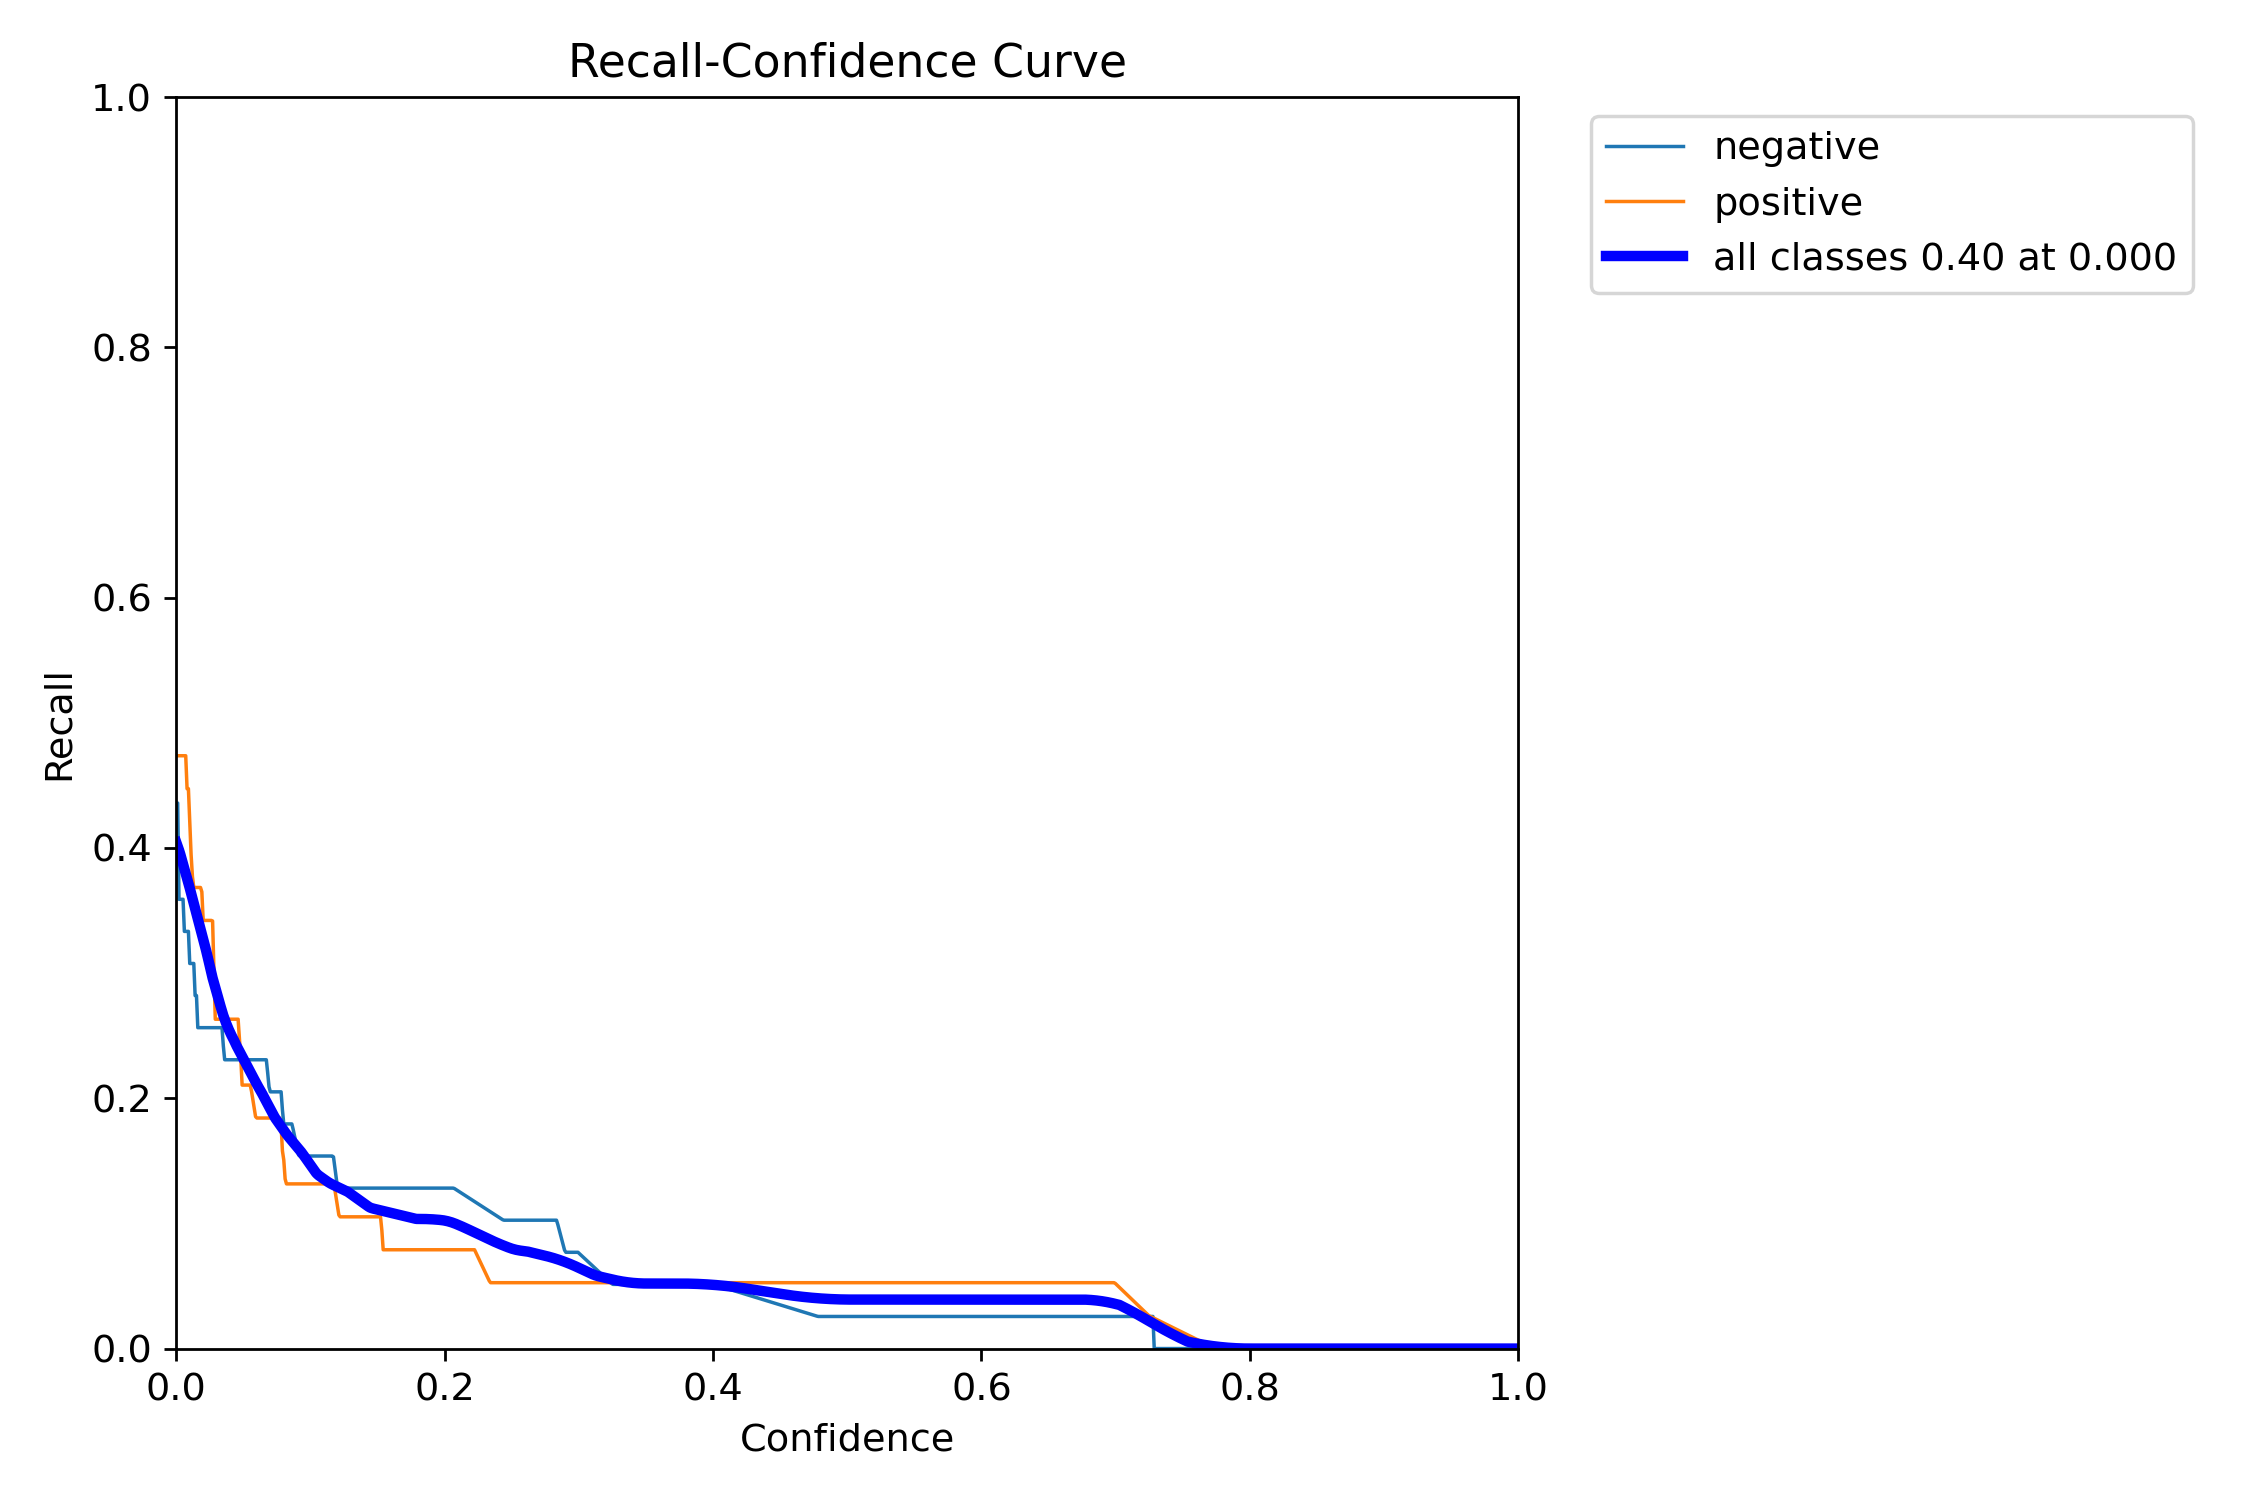 Recall-Confidence Curve
1.0
0.8
0.6
0.4
0.2
0.0
Recall
0.0 0.2 0.4 0.6 0.8 1.0
Confidence
negative
positive
all classes 0.40 at 0.000